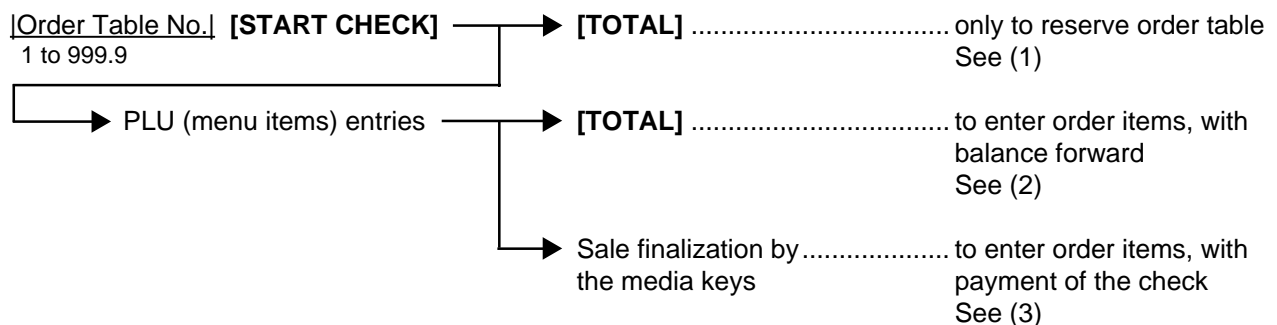 |Order Table No.| [START CHECK] [TOTAL] ................................... only to reserve order table
1 to 999.9 See (1)
PLU (menu items) entries [TOTAL] ................................... to enter order items, with
balance forward
See (2)
Sale finalization by .................... to enter order items, with
the media keys payment of the check
See (3)